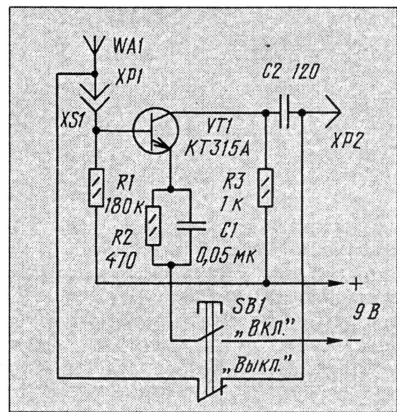 WA1
XP1
XS1
C2 120
VT1
КТ315А
XP2
R1
180 к
R2
470
C1
0,05 мк
R3
1 к
+
9 В
−
SB1
„Вкл.”
„Выкл.”